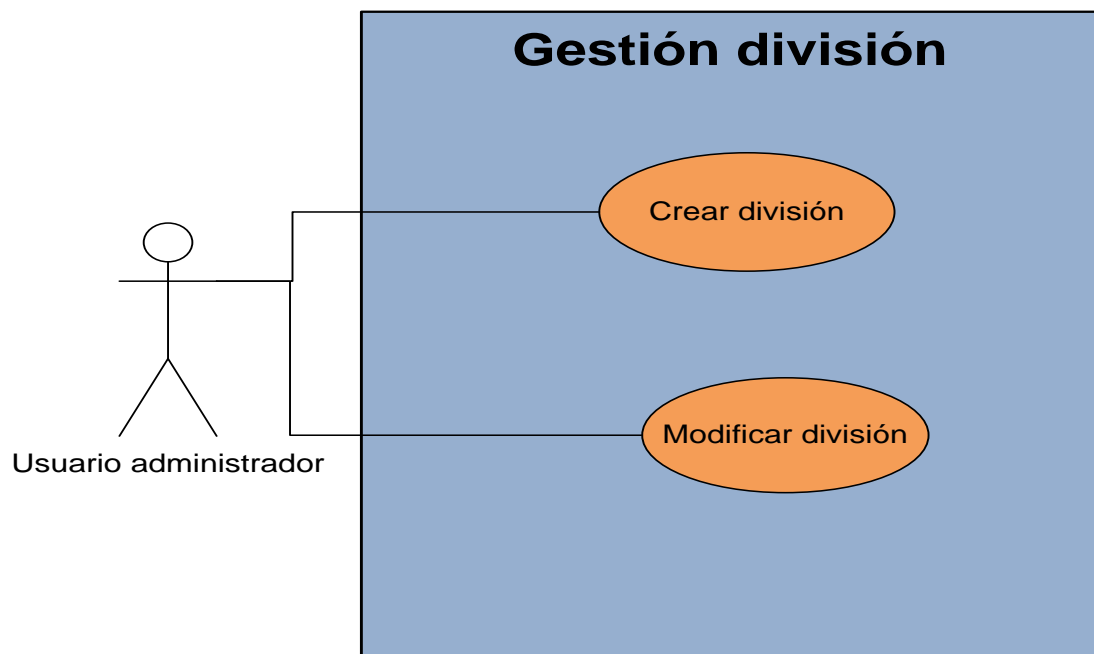 Gestión división
Crear división
Modificar división
Usuario administrador